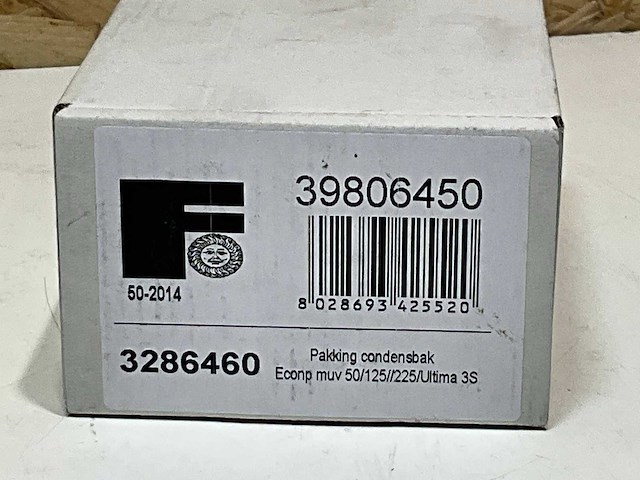 F
39806450
8 028693 425520
50-2014
3286460
Pakking condensbak
Econp muv 50/125//225/Ultima 3S